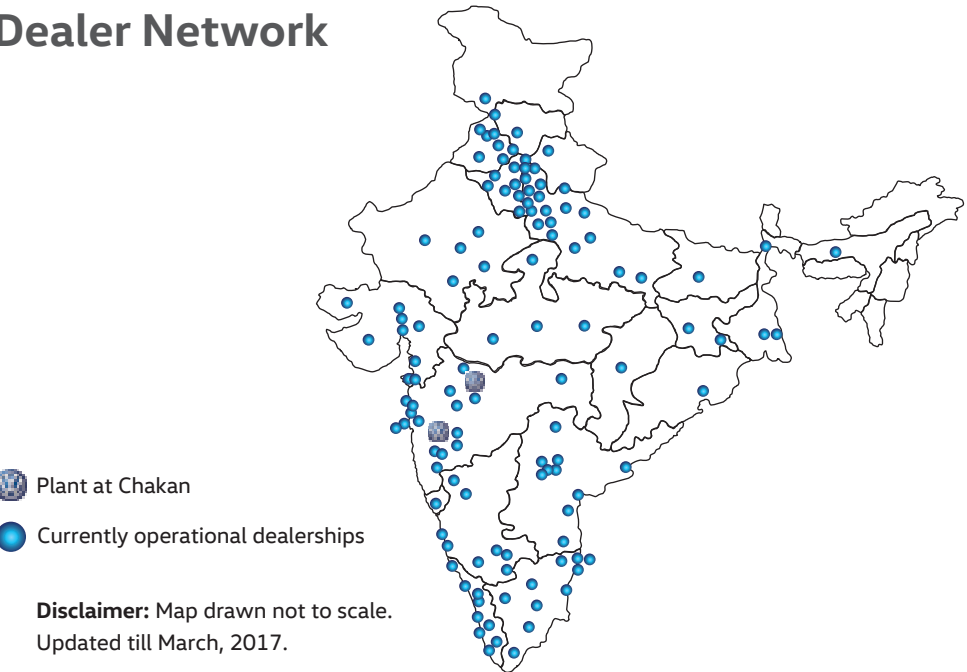 Dealer Network
Plant at Chakan
Currently operational dealerships
Disclaimer: Map drawn not to scale.
Updated till March, 2017.